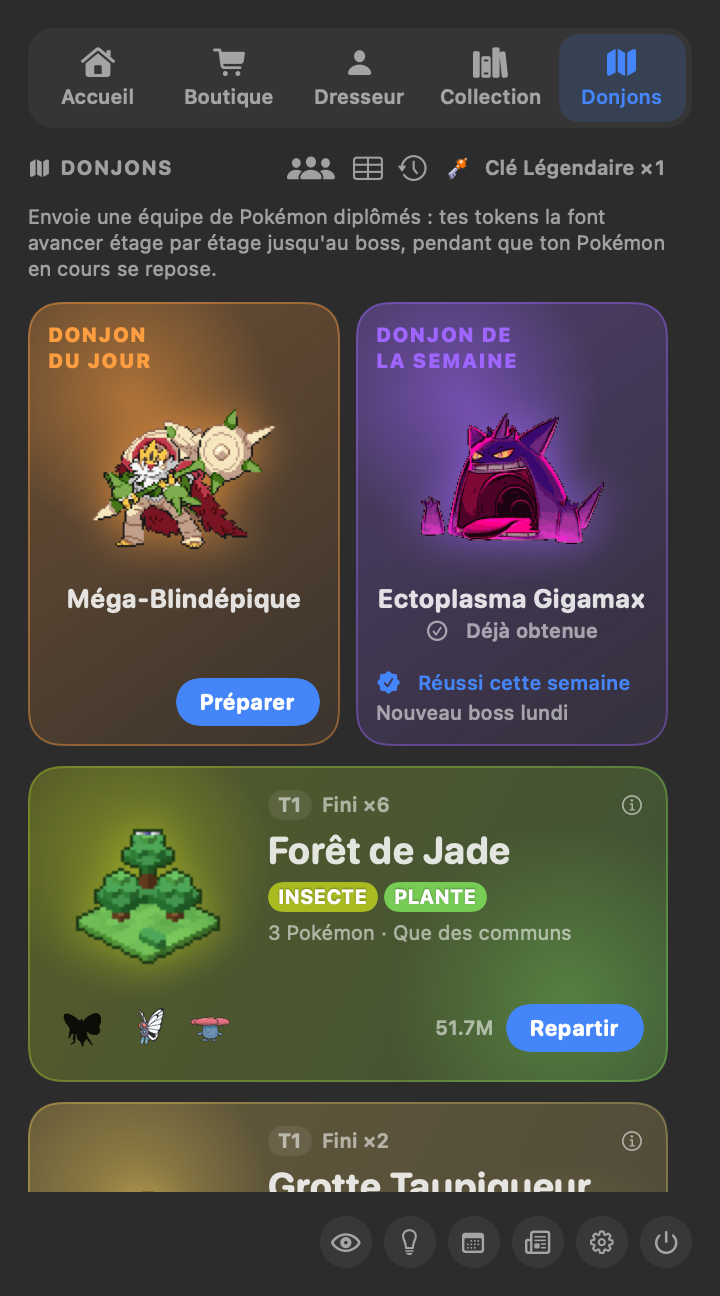 Accueil
Boutique
Dresseur
Collection
Donjons
DONJONS
Clé Légendaire ×1
Envoie une équipe de Pokémon diplômés : tes tokens la font
avancer étage par étage jusqu'au boss, pendant que ton Pokémon
en cours se repose.
DONJON
DU JOUR
Méga-Blindépique
Préparer
DONJON DE
LA SEMAINE
Ectoplasma Gigamax
Déjà obtenue
Réussi cette semaine
Nouveau boss lundi
T1 Fini ×6
Forêt de Jade
INSECTE PLANTE
3 Pokémon · Que des communs
51.7M
Repartir
T1 Fini ×2
Grotte Taupiqueur